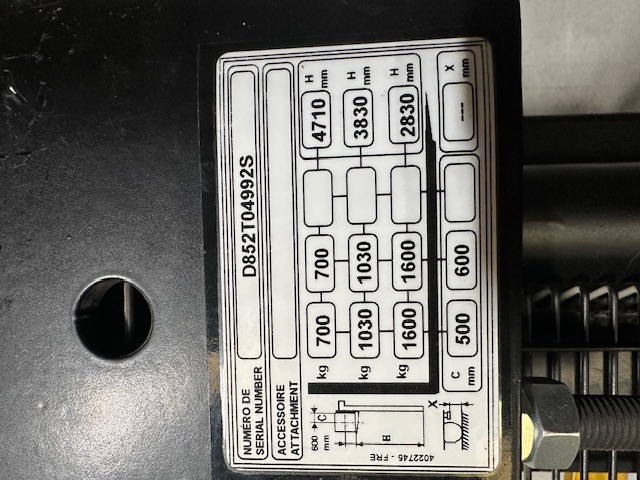 NUMÉRO DE
SERIAL NUMBER
D852T04992S
ACCESSOIRE
ATTACHMENT
600
mm
C
H
kg 700 700 4710 H mm
kg 1030 1030 3830 H mm
kg 1600 1600 2830 H mm
X
C
mm 500 600 --- X mm
4022745 - FRE